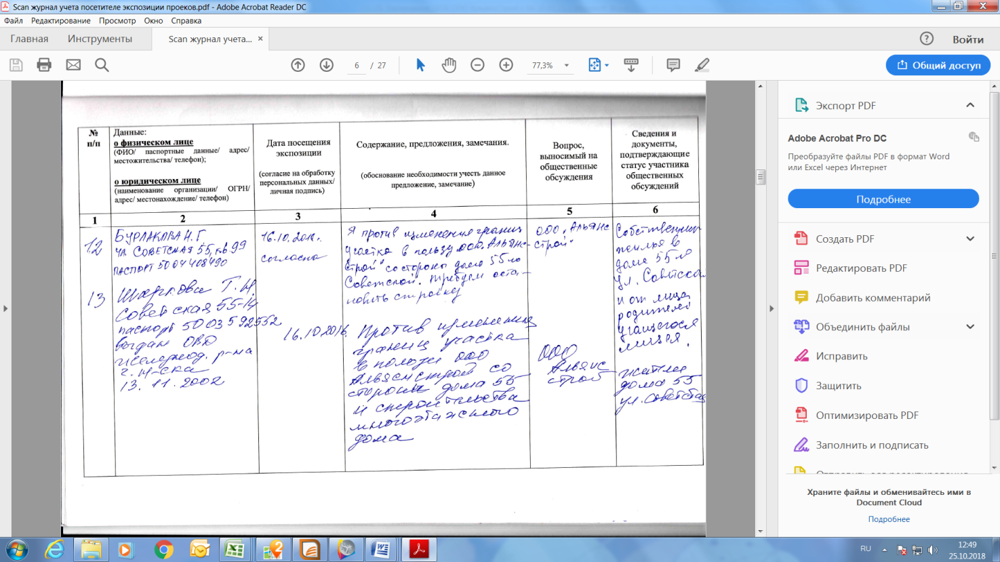 Scan журнал учета посетителе экспозиции проеков.pdf - Adobe Acrobat Reader DC
Файл Редактирование Просмотр Окно Справка
Главная Инструменты Scan журнал учета... × Войти
6 / 27 77,3% Общий доступ
№ п/п
Данные:
о физическом лице
(ФИО/ паспортные данные/ адрес/
местожительства/ телефон);
о юридическом лице
(наименование организации/ ОГРН/
адрес/ местонахождение/ телефон)
Дата посещения
экспозиции
(согласие на обработку
персональных данных/
личная подпись)
Содержание, предложения, замечания.
(обоснование необходимости учесть данное
предложение, замечание)
Вопрос,
выносимый на
общественные
обсуждения
Сведения и
документы,
подтверждающие
статус участника
общественных
обсуждений
1 2 3 4 5 6
12
БУРЛАКОВА Н. Г
УЛ. СОВЕТСКАЯ 55, кв.99
ПАСПОРТ 5004 408490
16.10.2018.
согласна
Я против изменения границ
участка в пользу ООО "Альянс-
строй" со стороны дома 55 по
Советской. Требуем оста-
новить стройку
ООО "Альянс
строй"
Собственник
жилья в
доме 55 по
ул. Советская
и от лица
родителей
учащегося
лицея.
13
Т. Н.
Советская 55-14
паспорт 5003 592552
выдан ОВД
Железнод. р-на
г. Н-ска
13. 11. 2002
16.10.2018.
Против изменения
границ участка
в пользу ООО
Альянсстрой со
стороны дома 55
и строительства
многоэтажного
дома
ООО
Альянс
строй
жители
дома 55
ул. Советская
Экспорт PDF
Adobe Acrobat Pro DC
Преобразуйте файлы PDF в формат Word
или Excel через Интернет
Подробнее
Создать PDF
Редактировать PDF
Добавить комментарий
Объединить файлы
Исправить
Защитить
Оптимизировать PDF
Заполнить и подписать
Храните файлы и обменивайтесь ими в
Document Cloud
Подробнее
RU 12:49
25.10.2018